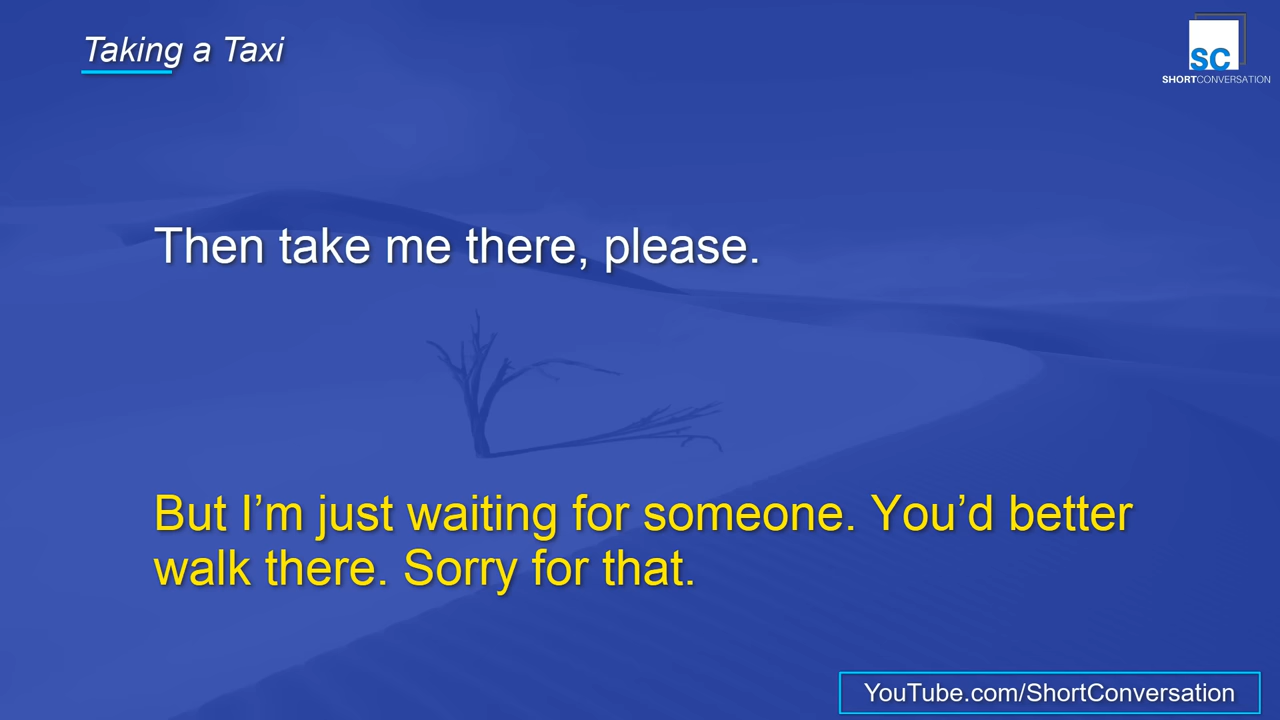 Taking a Taxi
SC
SHORTCONVERSATION
Then take me there, please.
But I’m just waiting for someone. You’d better
walk there. Sorry for that.
YouTube.com/ShortConversation